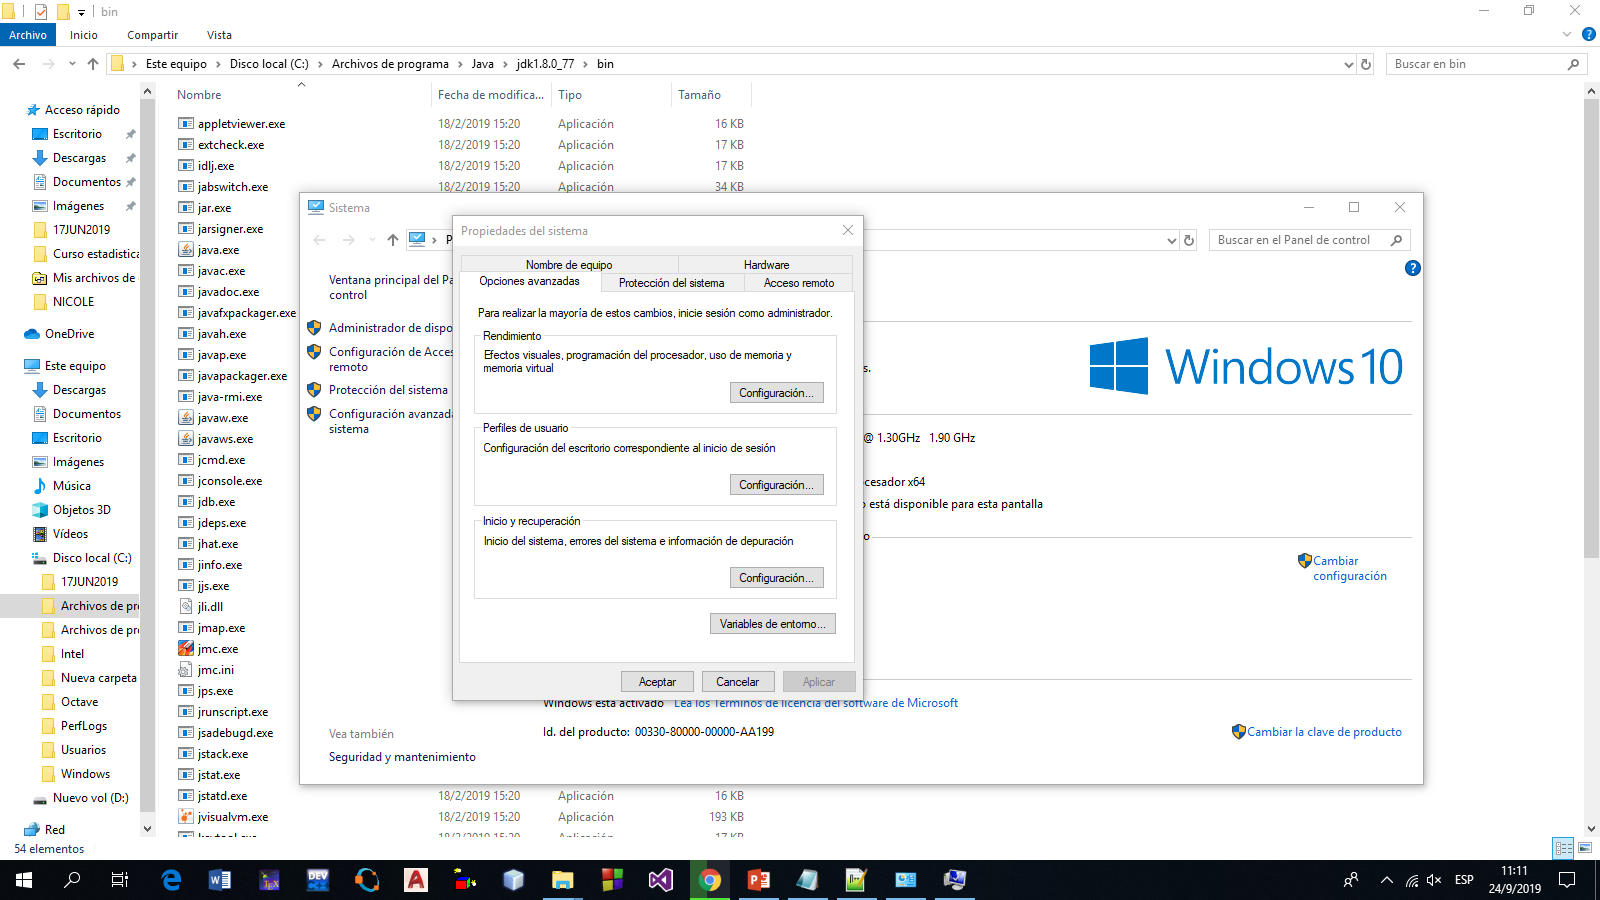 bin
Archivo Inicio Compartir Vista
Este equipo > Disco local (C:) > Archivos de programa > Java > jdk1.8.0_77 > bin
Buscar en bin
Acceso rápido
Escritorio
Descargas
Documentos
Imágenes
17JUN2019
Curso estadistica
Mis archivos de
NICOLE
OneDrive
Este equipo
Descargas
Documentos
Escritorio
Imágenes
Música
Objetos 3D
Vídeos
Disco local (C:)
17JUN2019
Archivos de pr
Archivos de pr
Intel
Nueva carpeta
Octave
PerfLogs
Usuarios
Windows
Nuevo vol (D:)
Red
54 elementos
Nombre Fecha de modifica... Tipo Tamaño
appletviewer.exe 18/2/2019 15:20 Aplicación 16 KB
extcheck.exe 18/2/2019 15:20 Aplicación 17 KB
idlj.exe 18/2/2019 15:20 Aplicación 17 KB
jabswitch.exe 18/2/2019 15:20 Aplicación 34 KB
jar.exe
jarsigner.exe
java.exe
javac.exe
javadoc.exe
javafxpackager.exe
javah.exe
javap.exe
javapackager.exe
java-rmi.exe
javaw.exe
javaws.exe
jcmd.exe
jconsole.exe
jdb.exe
jdeps.exe
jhat.exe
jinfo.exe
jjs.exe
jli.dll
jmap.exe
jmc.exe
jmc.ini
jps.exe
jrunscript.exe
jsadebugd.exe
jstack.exe
jstat.exe
jstatd.exe 18/2/2019 15:20 Aplicación 16 KB
jvisualvm.exe 18/2/2019 15:20 Aplicación 193 KB
keytool.exe 18/2/2019 15:20 Aplicación 17 KB
Sistema
P
Buscar en el Panel de control
Ventana principal del Pa
control
Administrador de dispo
Configuración de Acces
remoto
Protección del sistema
Configuración avanzada
sistema
Vea también
Seguridad y mantenimiento
s.
Windows 10
@ 1.30GHz 1.90 GHz
cesador x64
o está disponible para esta pantalla
o
Cambiar
configuración
Windows está activado Lea los Términos de licencia del software de Microsoft
Id. del producto: 00330-80000-00000-AA199
Cambiar la clave de producto
Propiedades del sistema
Nombre de equipo Hardware
Opciones avanzadas Protección del sistema Acceso remoto
Para realizar la mayoría de estos cambios, inicie sesión como administrador.
Rendimiento
Efectos visuales, programación del procesador, uso de memoria y
memoria virtual
Configuración...
Perfiles de usuario
Configuración del escritorio correspondiente al inicio de sesión
Configuración...
Inicio y recuperación
Inicio del sistema, errores del sistema e información de depuración
Configuración...
Variables de entorno...
Aceptar Cancelar Aplicar
ESP
11:11
24/9/2019